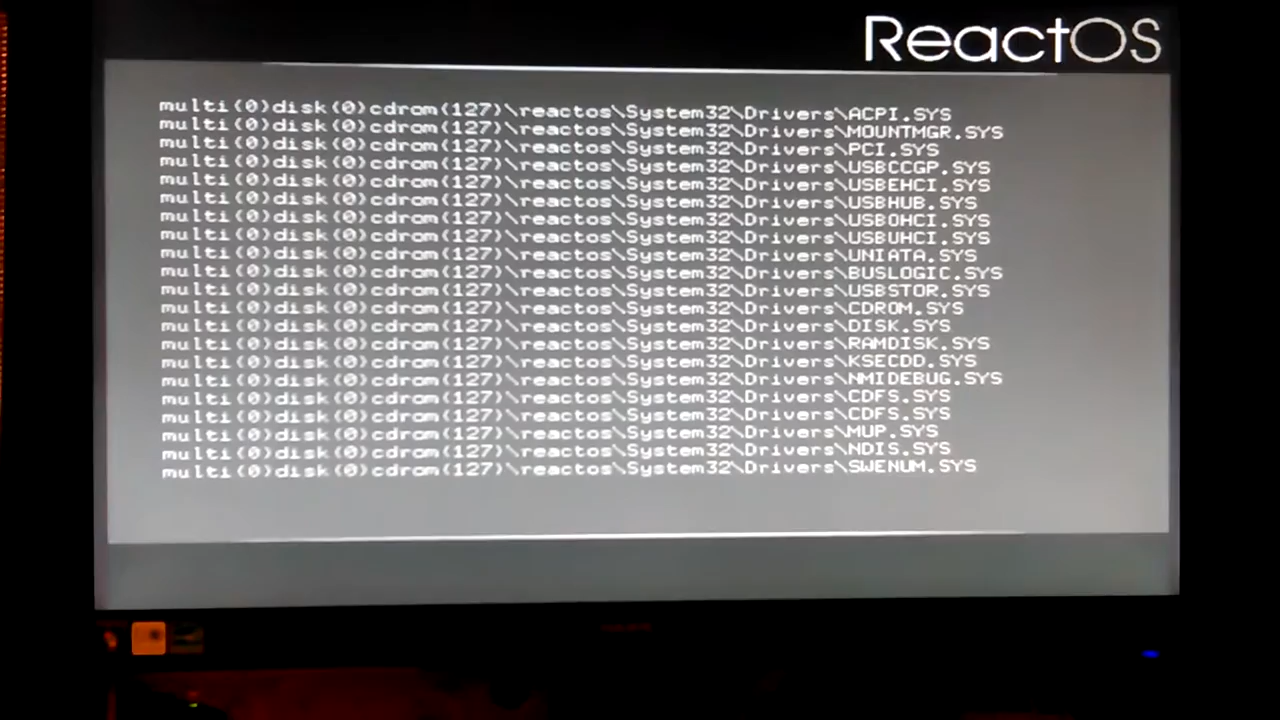 ReactOS
multi(0)disk(0)cdrom(127)\reactos\System32\Drivers\ACPI.SYS
multi(0)disk(0)cdrom(127)\reactos\System32\Drivers\MOUNTMGR.SYS
multi(0)disk(0)cdrom(127)\reactos\System32\Drivers\PCI.SYS
multi(0)disk(0)cdrom(127)\reactos\System32\Drivers\USBCCGP.SYS
multi(0)disk(0)cdrom(127)\reactos\System32\Drivers\USBEHCI.SYS
multi(0)disk(0)cdrom(127)\reactos\System32\Drivers\USBHUB.SYS
multi(0)disk(0)cdrom(127)\reactos\System32\Drivers\USBOHCI.SYS
multi(0)disk(0)cdrom(127)\reactos\System32\Drivers\USBUHCI.SYS
multi(0)disk(0)cdrom(127)\reactos\System32\Drivers\UNIATA.SYS
multi(0)disk(0)cdrom(127)\reactos\System32\Drivers\BUSLOGIC.SYS
multi(0)disk(0)cdrom(127)\reactos\System32\Drivers\USBSTOR.SYS
multi(0)disk(0)cdrom(127)\reactos\System32\Drivers\CDROM.SYS
multi(0)disk(0)cdrom(127)\reactos\System32\Drivers\DISK.SYS
multi(0)disk(0)cdrom(127)\reactos\System32\Drivers\RAMDISK.SYS
multi(0)disk(0)cdrom(127)\reactos\System32\Drivers\KSECDD.SYS
multi(0)disk(0)cdrom(127)\reactos\System32\Drivers\NMIDEBUG.SYS
multi(0)disk(0)cdrom(127)\reactos\System32\Drivers\CDFS.SYS
multi(0)disk(0)cdrom(127)\reactos\System32\Drivers\CDFS.SYS
multi(0)disk(0)cdrom(127)\reactos\System32\Drivers\MUP.SYS
multi(0)disk(0)cdrom(127)\reactos\System32\Drivers\NDIS.SYS
multi(0)disk(0)cdrom(127)\reactos\System32\Drivers\SWENUM.SYS